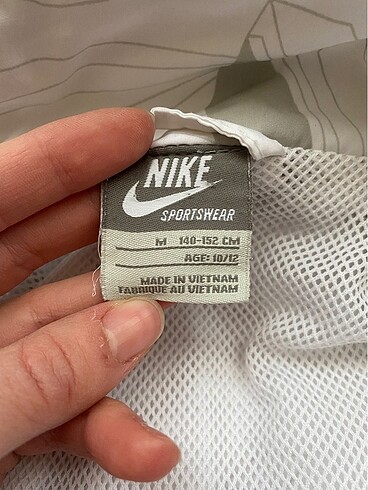 NIKE
SPORTSWEAR
M 140-152 CM
AGE: 10/12
MADE IN VIETNAM
FABRIQUE AU VIETNAM